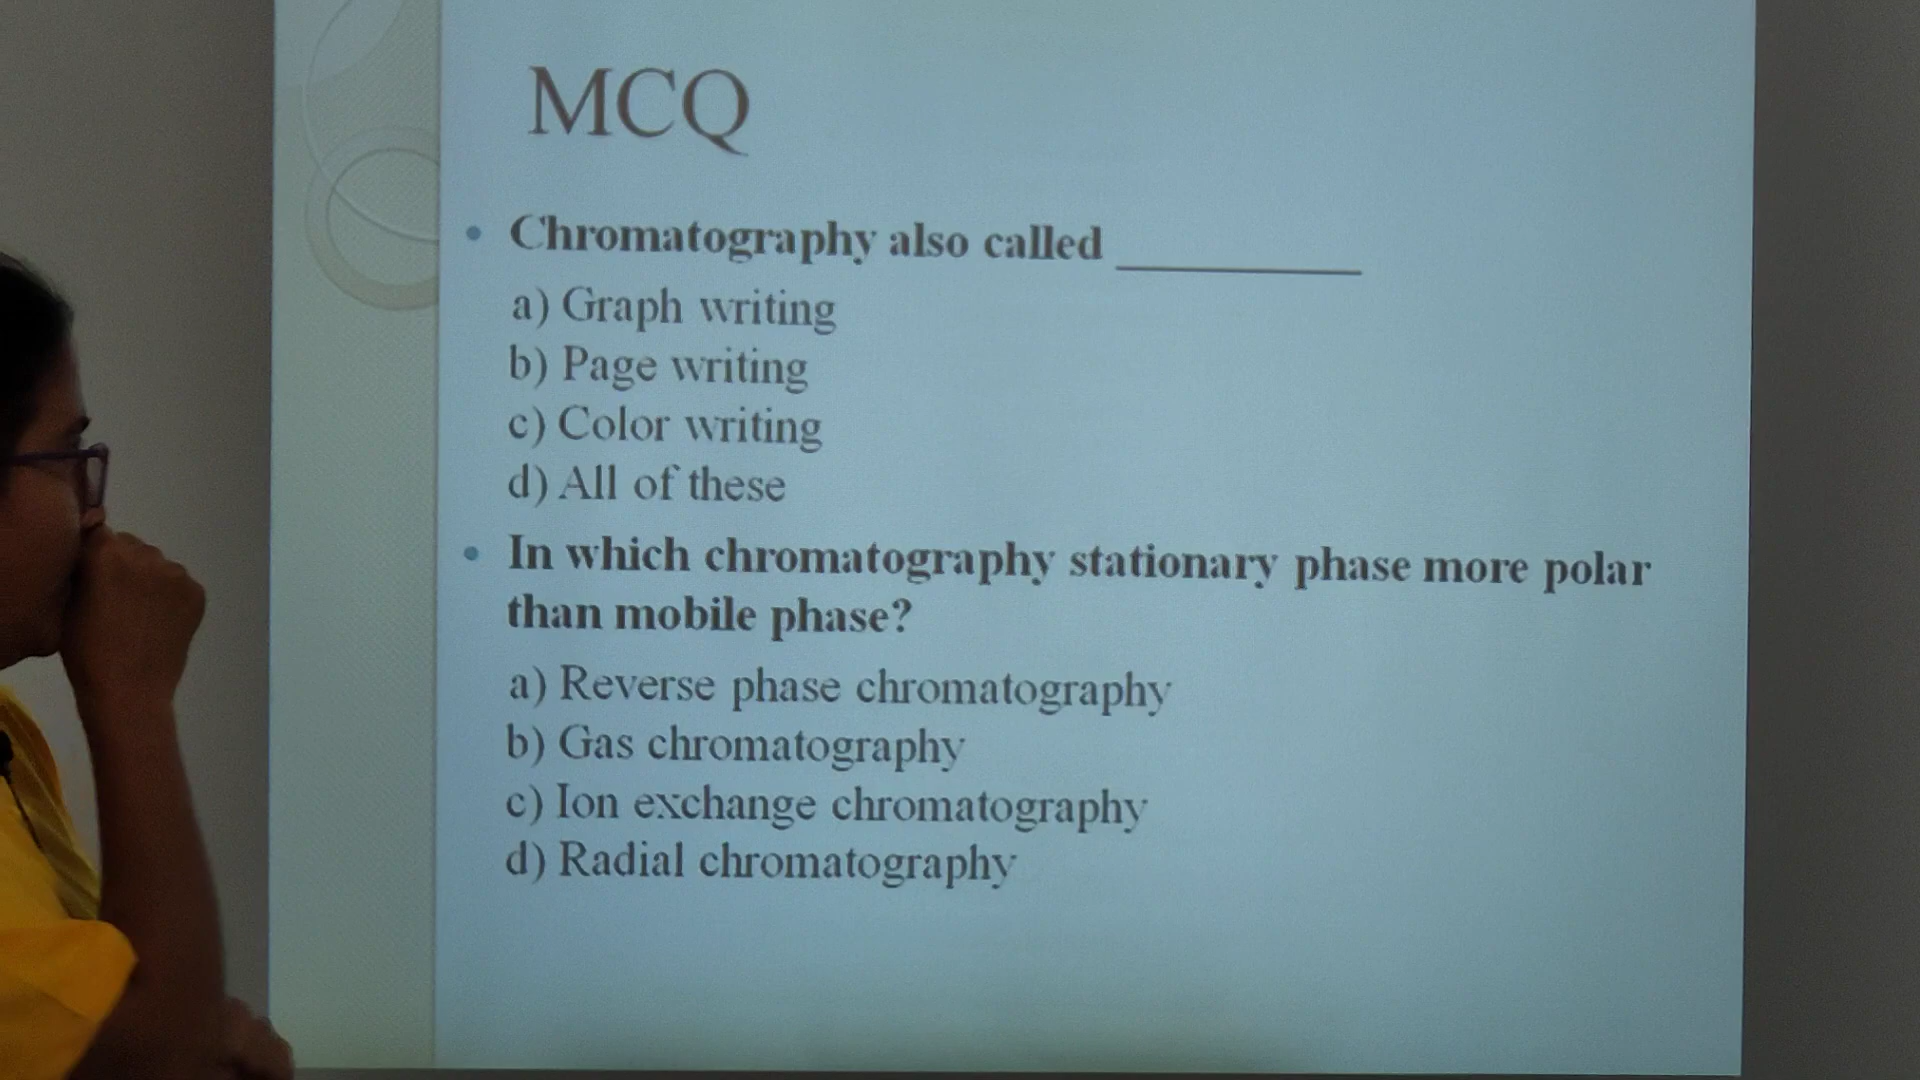 MCQ
• Chromatography also called __________
a) Graph writing
b) Page writing
c) Color writing
d) All of these
• In which chromatography stationary phase more polar
than mobile phase?
a) Reverse phase chromatography
b) Gas chromatography
c) Ion exchange chromatography
d) Radial chromatography